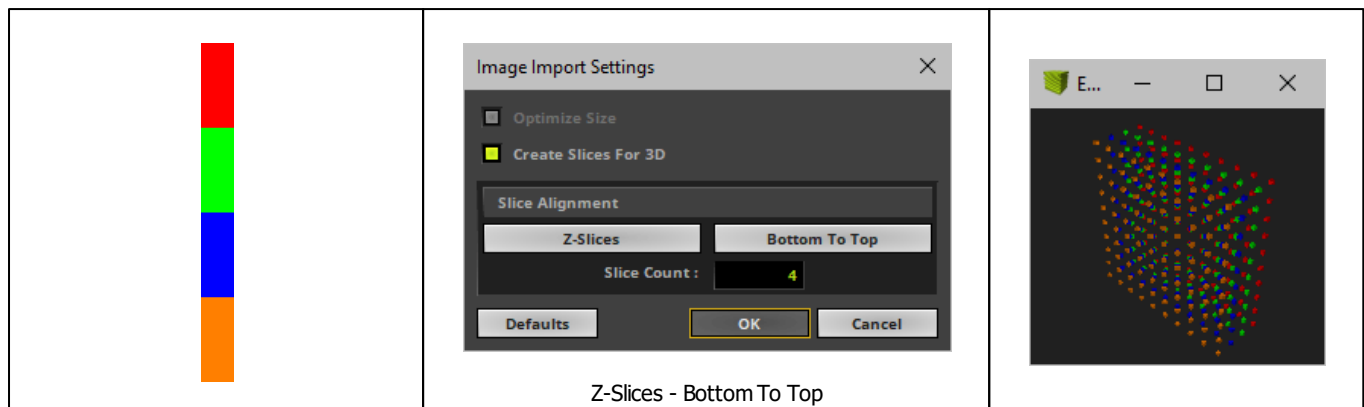 Image Import Settings
Optimize Size
Create Slices For 3D
Slice Alignment
Z-Slices Bottom To Top
Slice Count : 4
Defaults OK Cancel
Z-Slices - Bottom To Top
E...